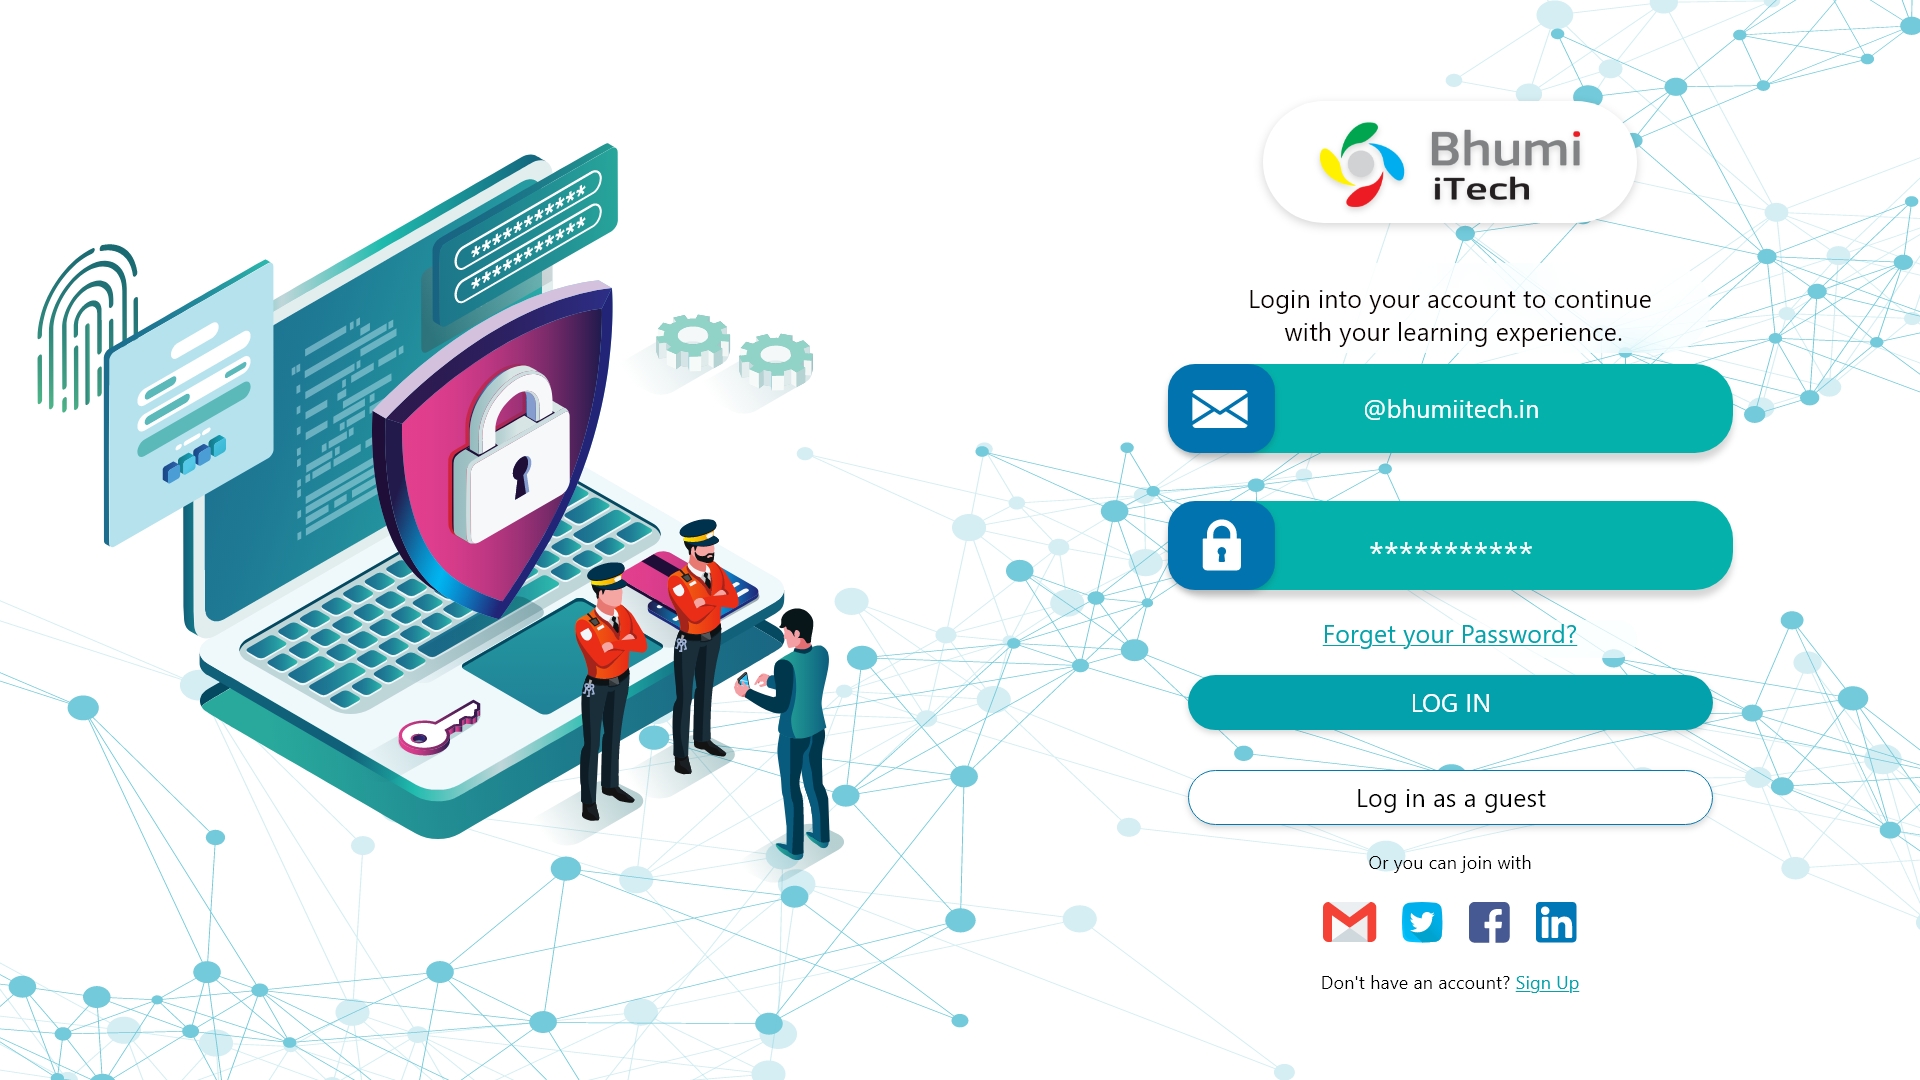 ***********
***********
Bhumi
iTech
Login into your account to continue
with your learning experience.
@bhumiitech.in
***********
Forget your Password?
LOG IN
Log in as a guest
Or you can join with
in
Don't have an account? Sign Up